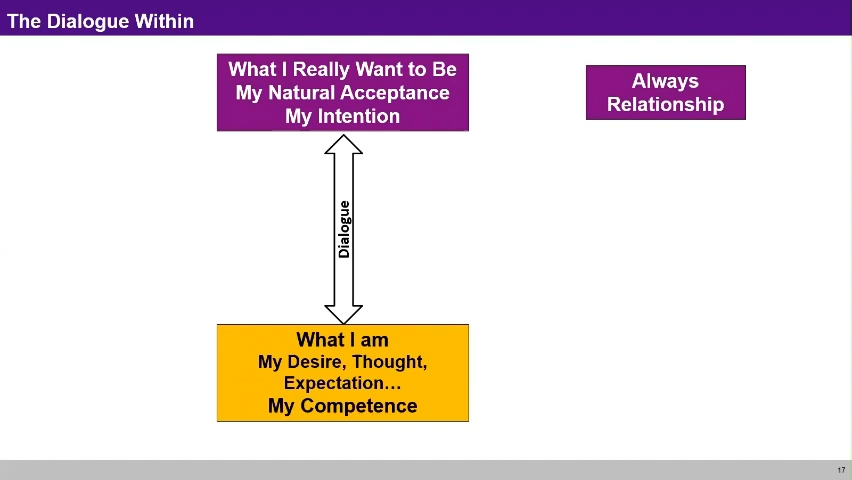 The Dialogue Within
What I Really Want to Be
My Natural Acceptance
My Intention
Always
Relationship
Dialogue
What I am
My Desire, Thought,
Expectation…
My Competence
17